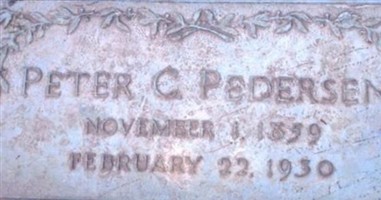 PETER C PEDERSEN
NOVEMBER 1, 1859
FEBRUARY 22, 1930